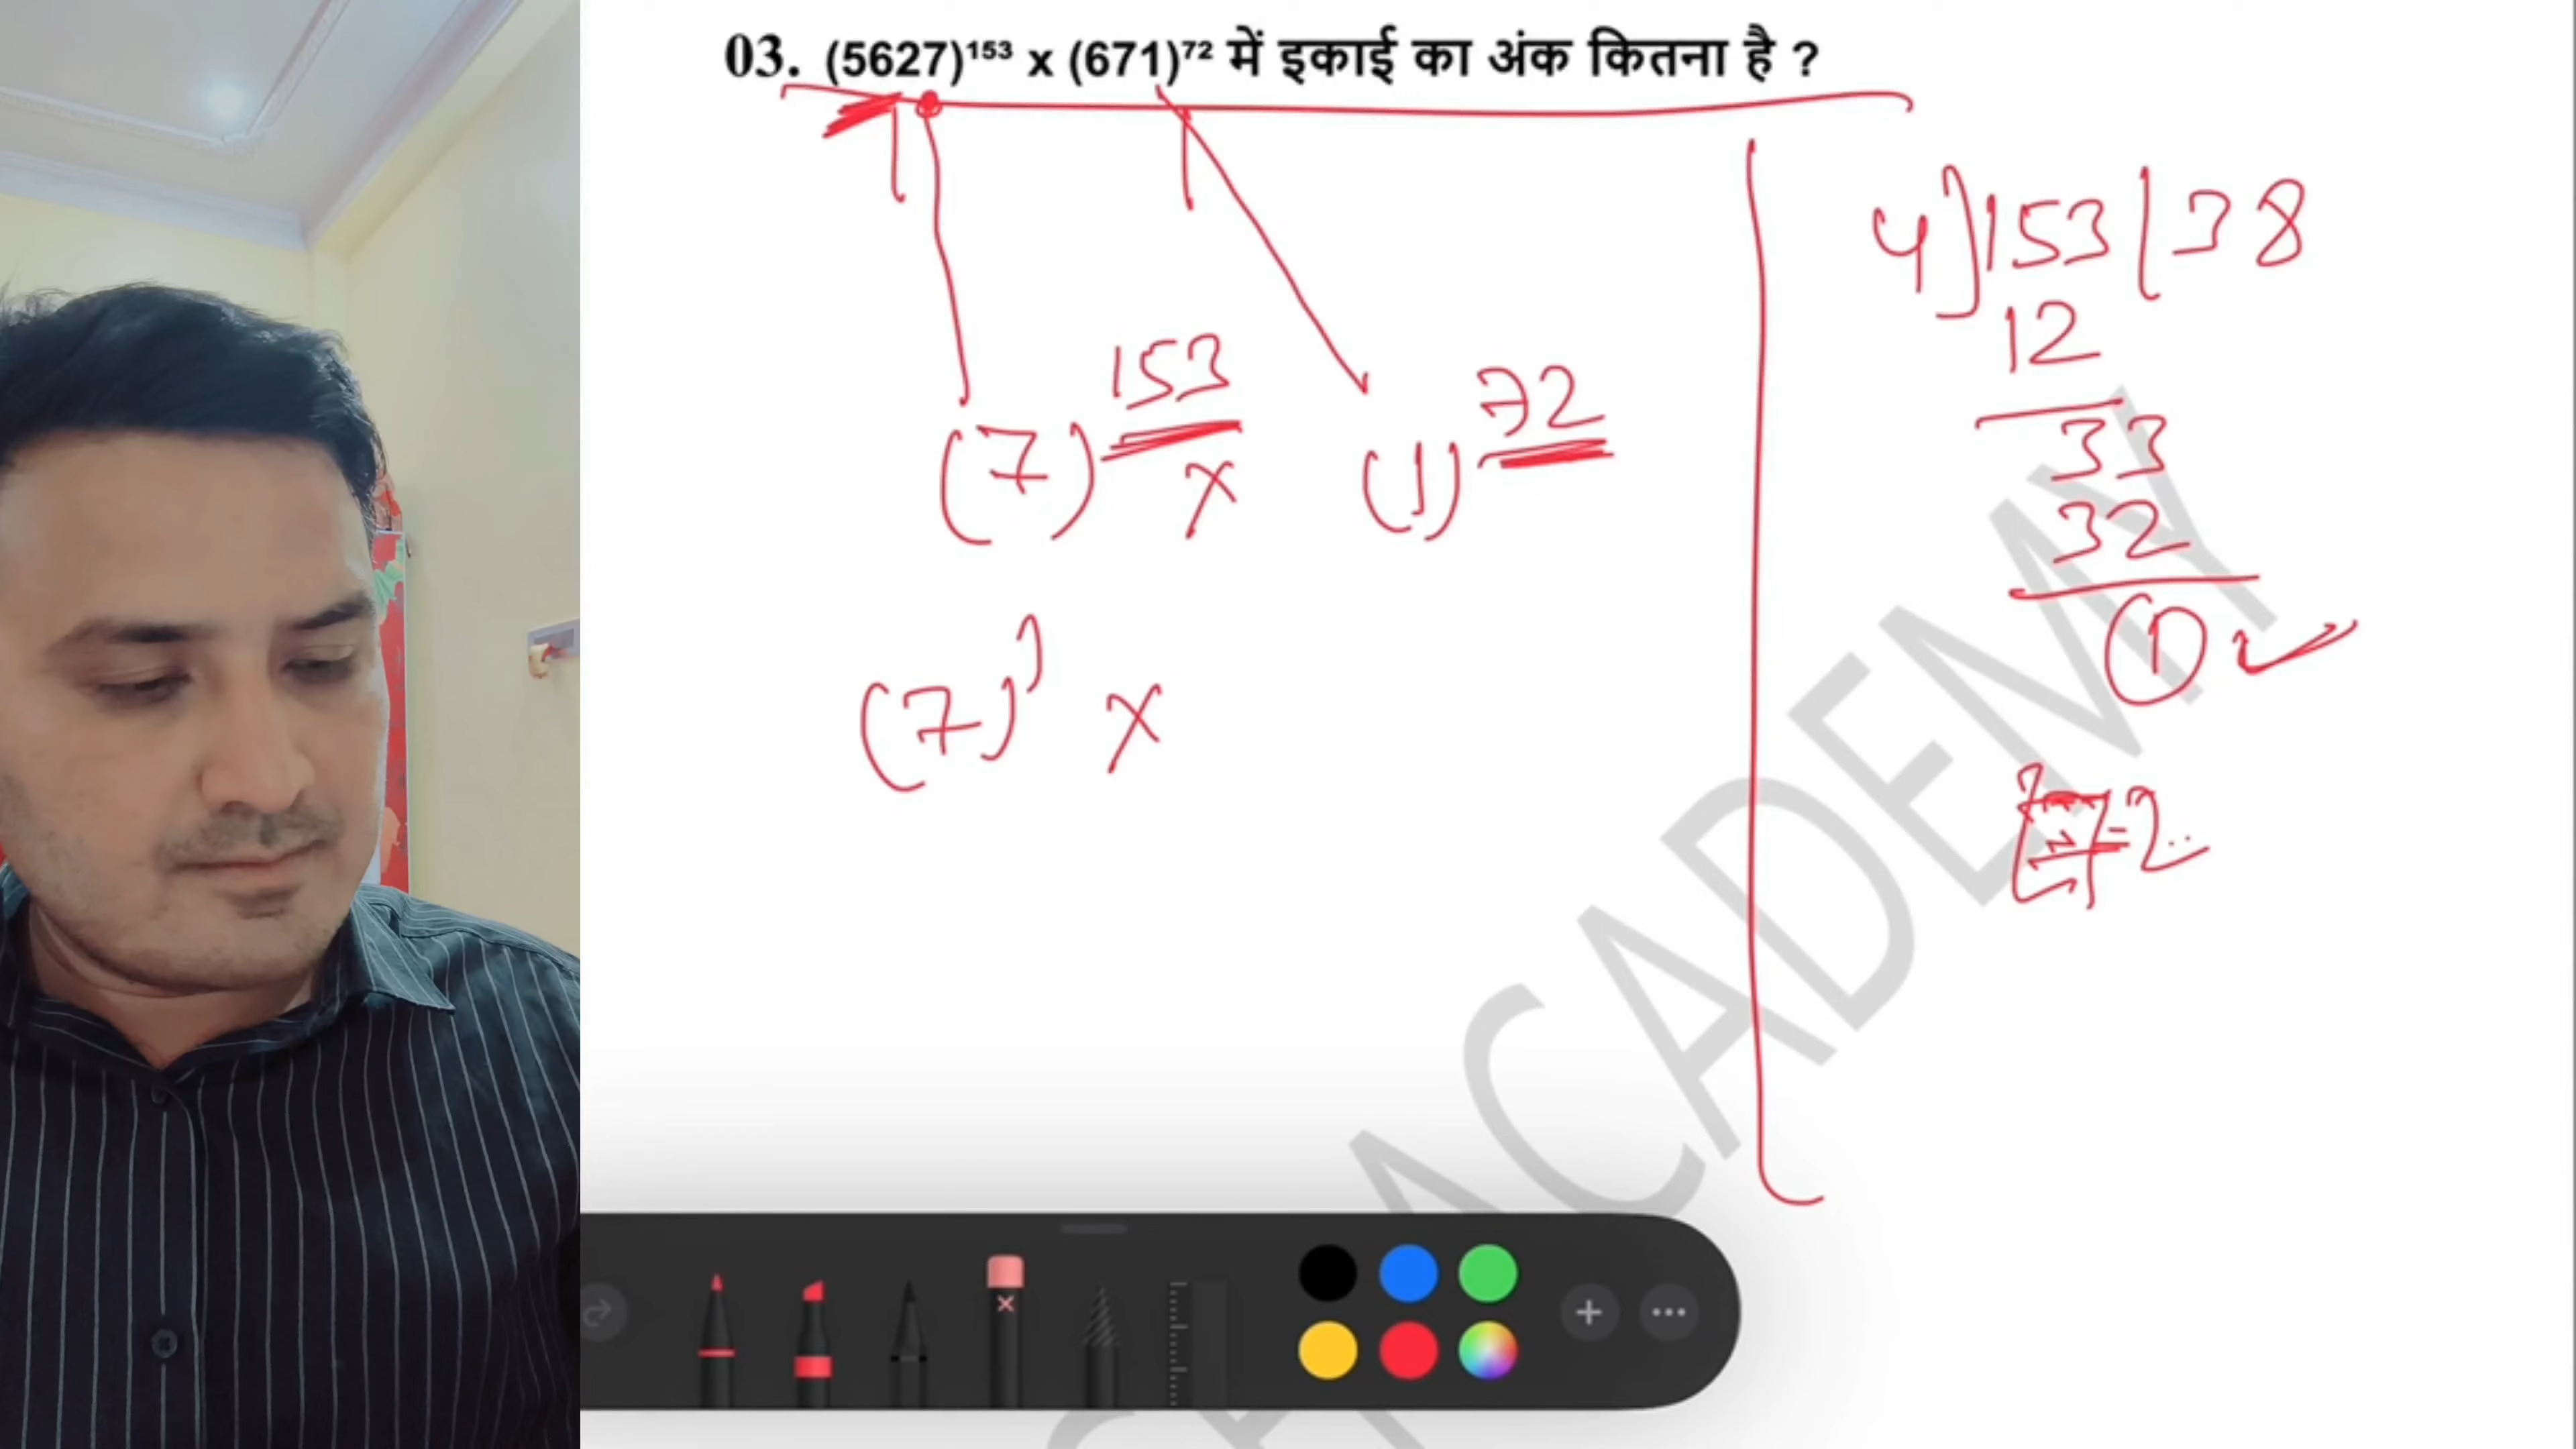 03. (5627)¹⁵³ x (671)⁷² में इकाई का अंक कितना है ?
(7)¹⁵³ x (1)⁷²
(7)¹ x
4)153(38
12
33
32
1
ACADEMY